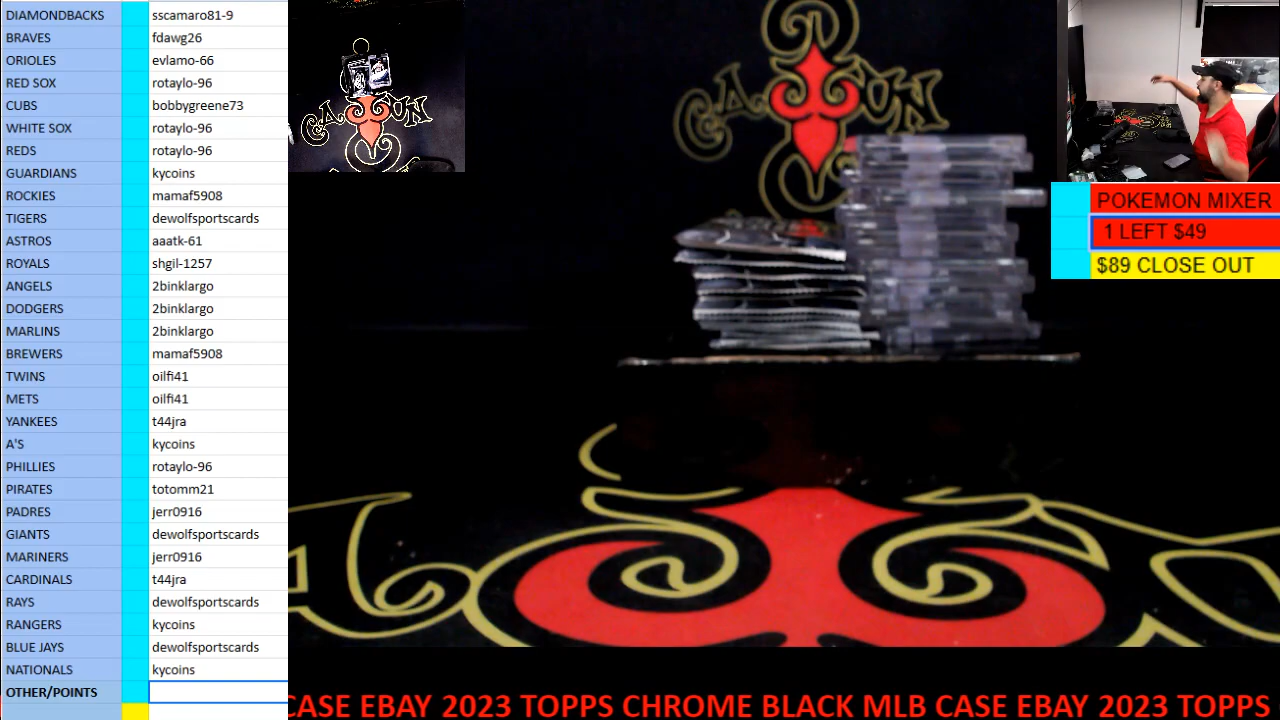 DIAMONDBACKS sscamaro81-9
BRAVES fdawg26
ORIOLES evlamo-66
RED SOX rotaylo-96
CUBS bobbygreene73
WHITE SOX rotaylo-96
REDS rotaylo-96
GUARDIANS kycoins
ROCKIES mamaf5908
TIGERS dewolfsportscards
ASTROS aaatk-61
ROYALS shgil-1257
ANGELS 2binklargo
DODGERS 2binklargo
MARLINS 2binklargo
BREWERS mamaf5908
TWINS oilfi41
METS oilfi41
YANKEES t44jra
A'S kycoins
PHILLIES rotaylo-96
PIRATES totomm21
PADRES jerr0916
GIANTS dewolfsportscards
MARINERS jerr0916
CARDINALS t44jra
RAYS dewolfsportscards
RANGERS kycoins
BLUE JAYS dewolfsportscards
NATIONALS kycoins
OTHER/POINTS
POKEMON MIXER
1 LEFT $49
$89 CLOSE OUT
CASE EBAY 2023 TOPPS CHROME BLACK MLB CASE EBAY 2023 TOPPS